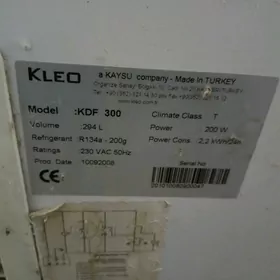 KLEO
a KAYSU company - Made In TURKEY
Model :KDF 300
Climate Class : T
Volume : 294 L
Power : 200 W
Refrigerant : R134a - 200g
Power Cons. : 2,2 kWh/24h
Ratings : 230 VAC 50Hz
Prod. Date : 10092008
Serial No:
CE